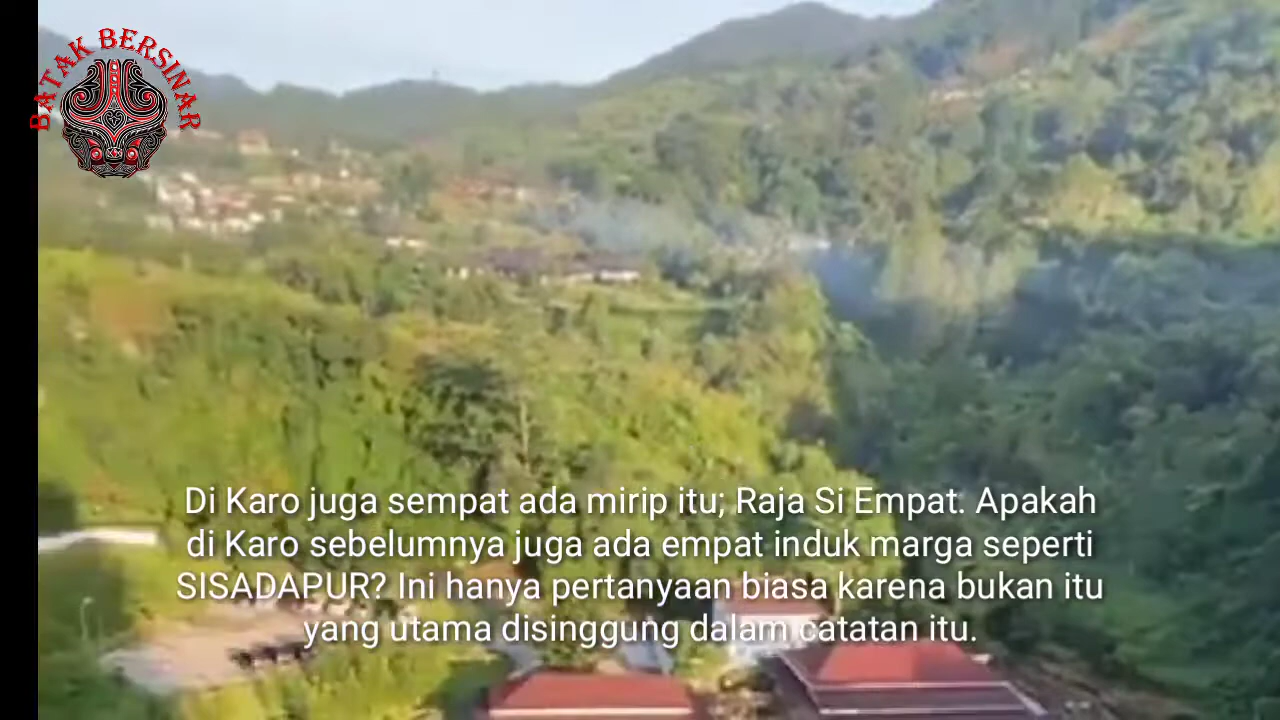 BATAK BERSINAR
Di Karo juga sempat ada mirip itu; Raja Si Empat. Apakah
di Karo sebelumnya juga ada empat induk marga seperti
SISADAPUR? Ini hanya pertanyaan biasa karena bukan itu
yang utama disinggung dalam catatan itu.